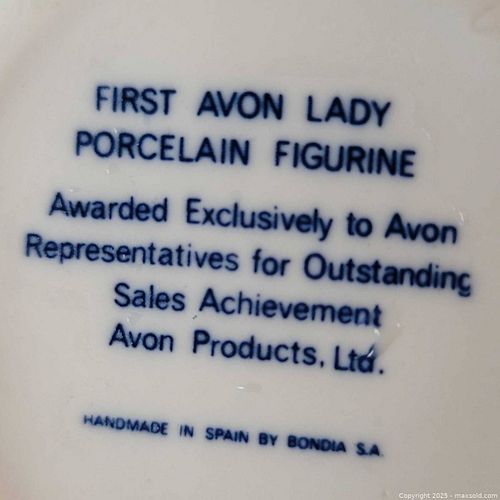 FIRST AVON LADY
PORCELAIN FIGURINE
Awarded Exclusively to Avon
Representatives for Outstanding
Sales Achievement
Avon Products, Ltd.
HANDMADE IN SPAIN BY BONDIA S.A.
Copyright 2025 - maxsold.com